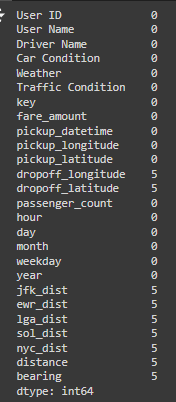 User ID 0
User Name 0
Driver Name 0
Car Condition 0
Weather 0
Traffic Condition 0
key 0
fare_amount 0
pickup_datetime 0
pickup_longitude 0
pickup_latitude 0
dropoff_longitude 5
dropoff_latitude 5
passenger_count 0
hour 0
day 0
month 0
weekday 0
year 0
jfk_dist 5
ewr_dist 5
lga_dist 5
sol_dist 5
nyc_dist 5
distance 5
bearing 5
dtype: int64